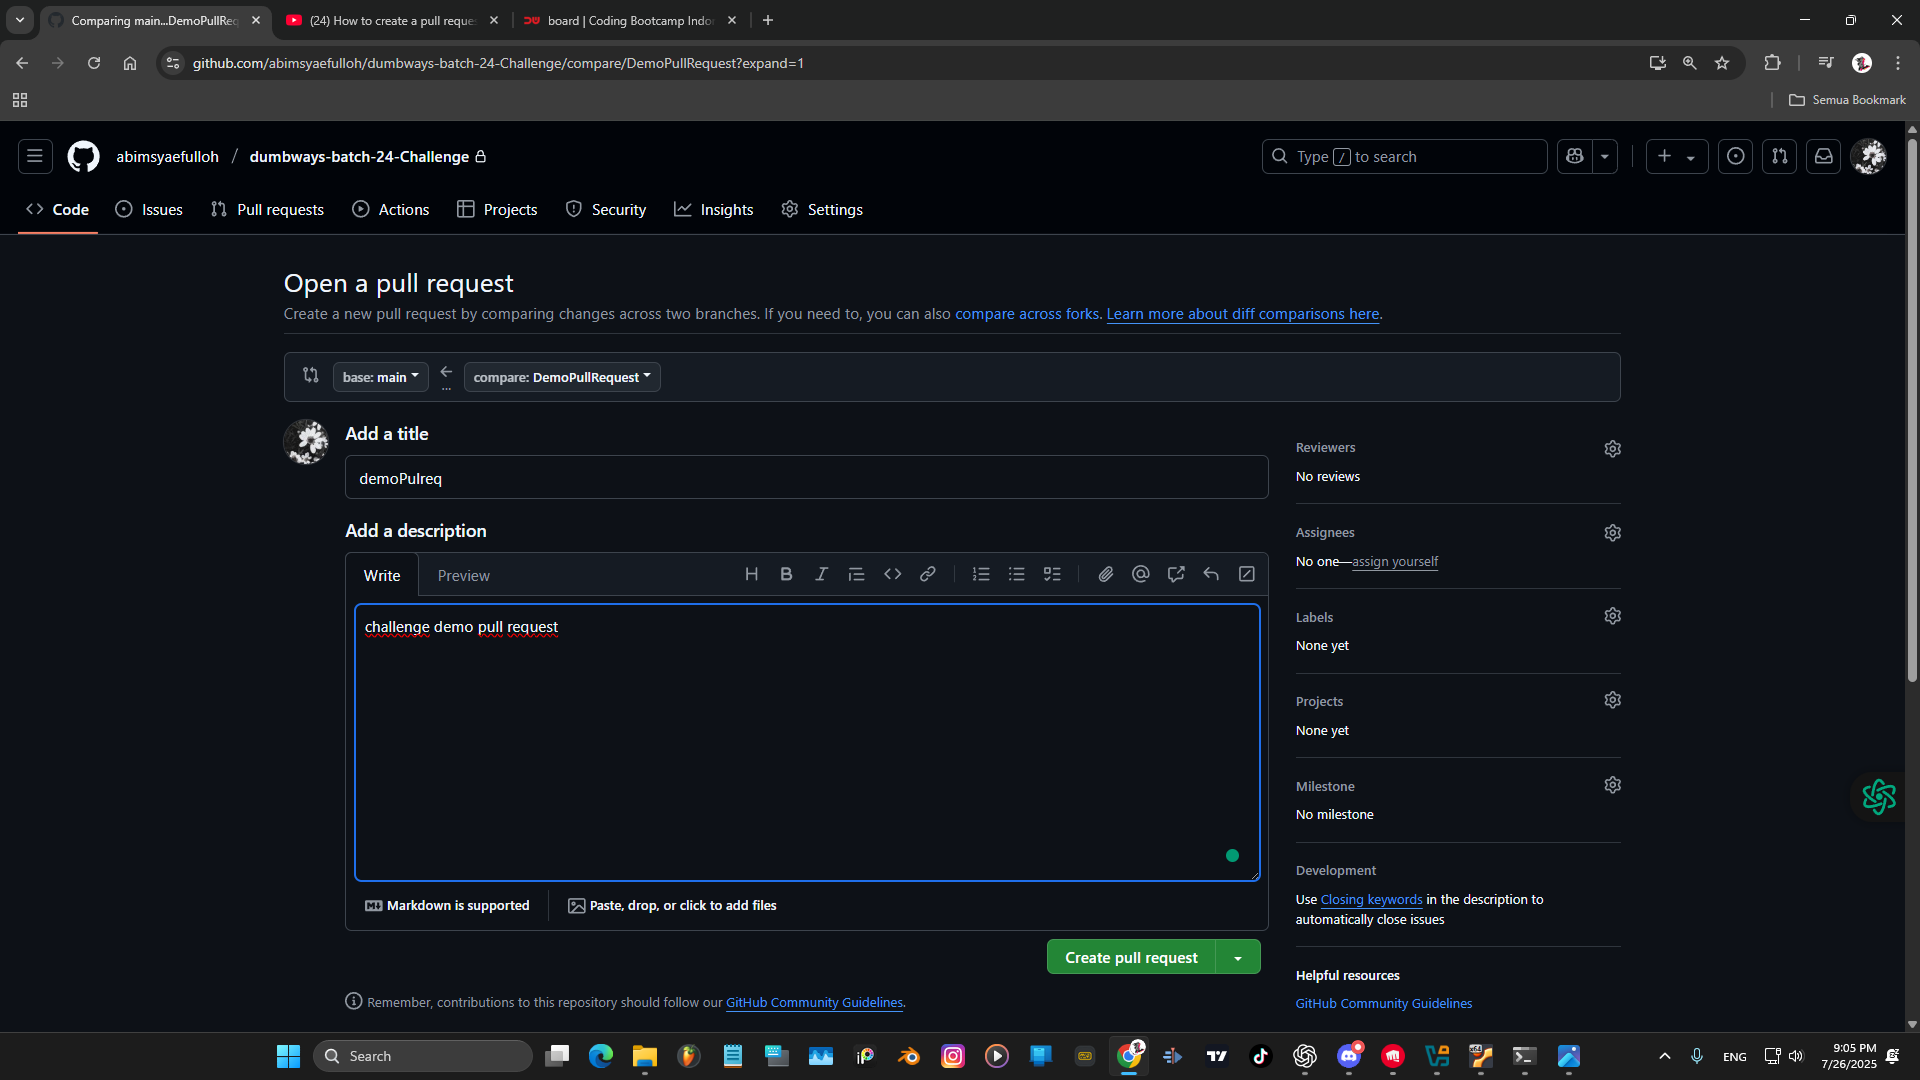 Comparing main...DemoPullReq
(24) How to create a pull reque
board | Coding Bootcamp Indo
github.com/abimsyaefulloh/dumbways-batch-24-Challenge/compare/DemoPullRequest?expand=1
Semua Bookmark
abimsyaefulloh / dumbways-batch-24-Challenge
Type / to search
Code
Issues
Pull requests
Actions
Projects
Security
Insights
Settings
Open a pull request
Create a new pull request by comparing changes across two branches. If you need to, you can also compare across forks. Learn more about diff comparisons here.
base: main
...
compare: DemoPullRequest
Add a title
demoPulreq
Add a description
Write
Preview
challenge demo pull request
Markdown is supported
Paste, drop, or click to add files
Create pull request
Remember, contributions to this repository should follow our GitHub Community Guidelines.
Reviewers
No reviews
Assignees
No one—assign yourself
Labels
None yet
Projects
None yet
Milestone
No milestone
Development
Use Closing keywords in the description to
automatically close issues
Helpful resources
GitHub Community Guidelines
Search
ENG
9:05 PM
7/26/2025